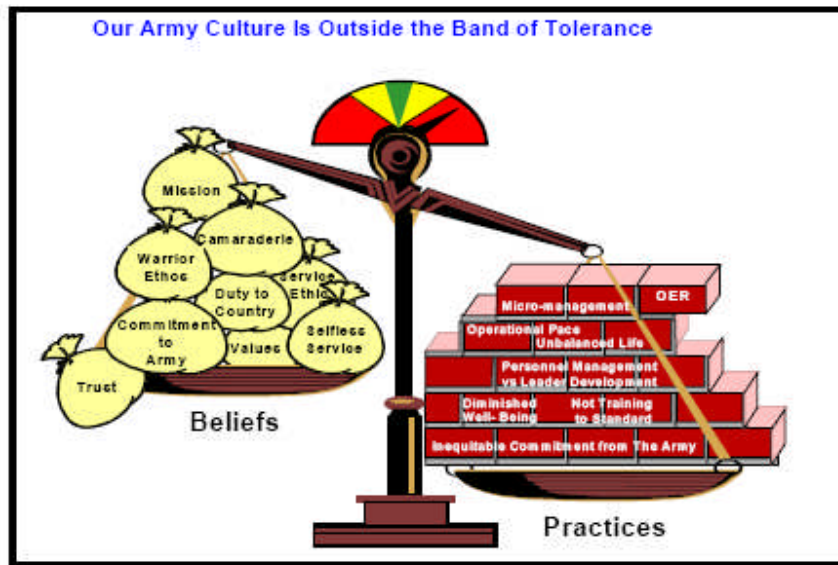 Our Army Culture Is Outside the Band of Tolerance
Mission
Camaraderie
Warrior
Ethos
Service
Ethic
Duty to
Country
Commitment
to
Army
Values
Selfless
Service
Trust
Beliefs
OER
Micro-management
Operational Pace
Unbalanced Life
Personnel Management
vs Leader Development
Diminished
Well- Being
Not Training
to Standard
Inequitable Commitment from The Army
Practices